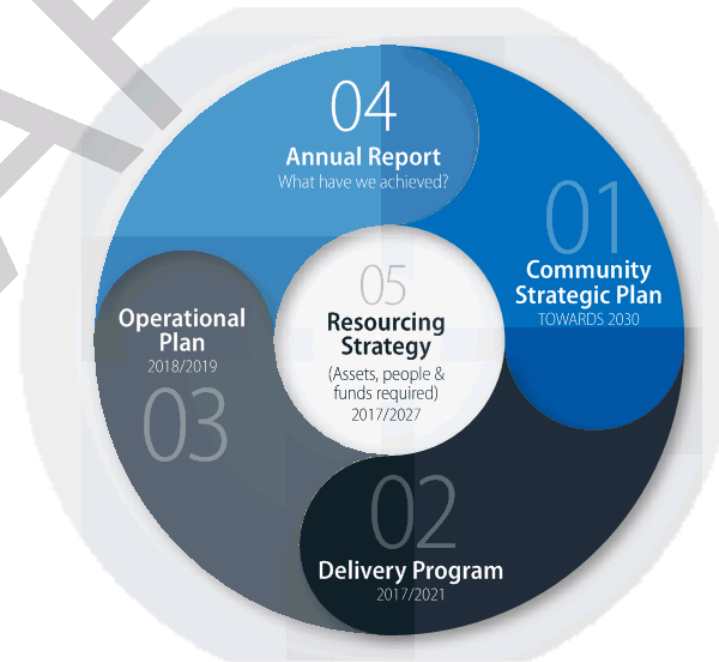 04
Annual Report
What have we achieved?
01
Community
Strategic Plan
TOWARDS 2030
05
Resourcing
Strategy
(Assets, people &
funds required)
2017/2027
Operational
Plan
2018/2019
03
02
Delivery Program
2017/2021